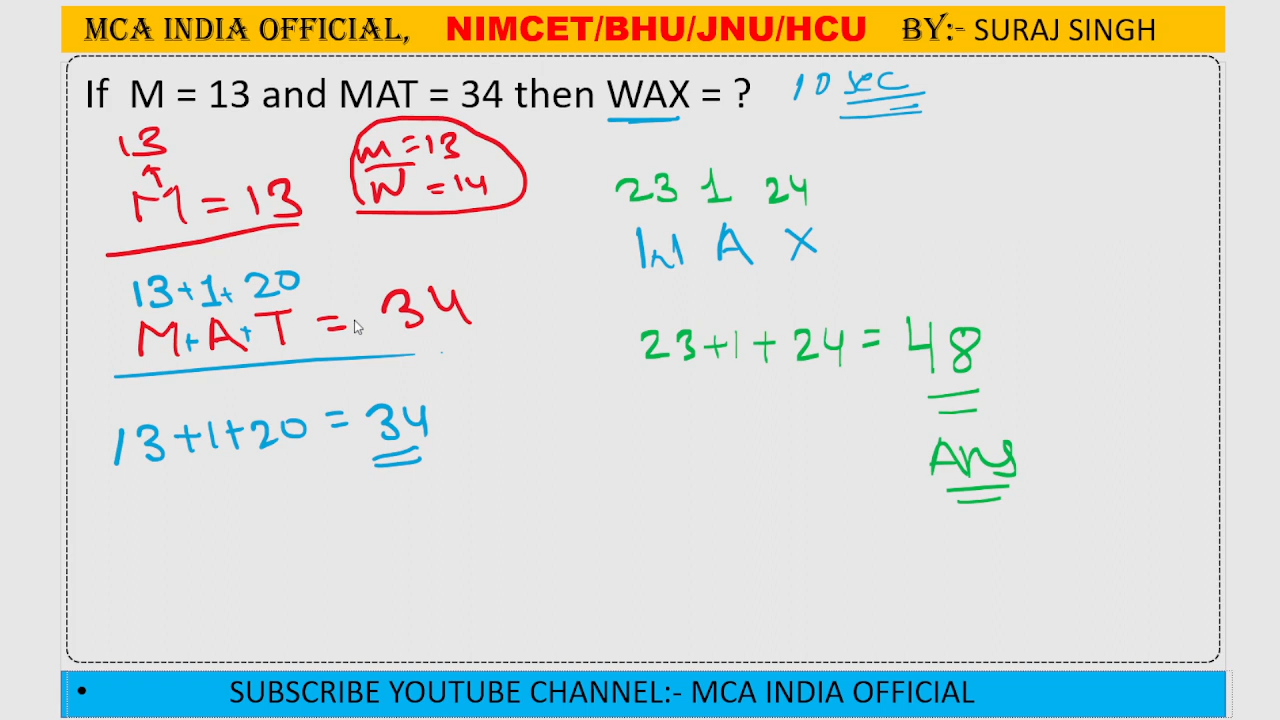 MCA INDIA OFFICIAL, NIMCET/BHU/JNU/HCU BY:- SURAJ SINGH
If M = 13 and MAT = 34 then WAX = ? 10 sec
13
M = 13
m = 13
N = 14
13+1+20
M+A+T = 34
13+1+20 = 34
23 1 24
W A X
23+1+24 = 48
Ans
• SUBSCRIBE YOUTUBE CHANNEL:- MCA INDIA OFFICIAL